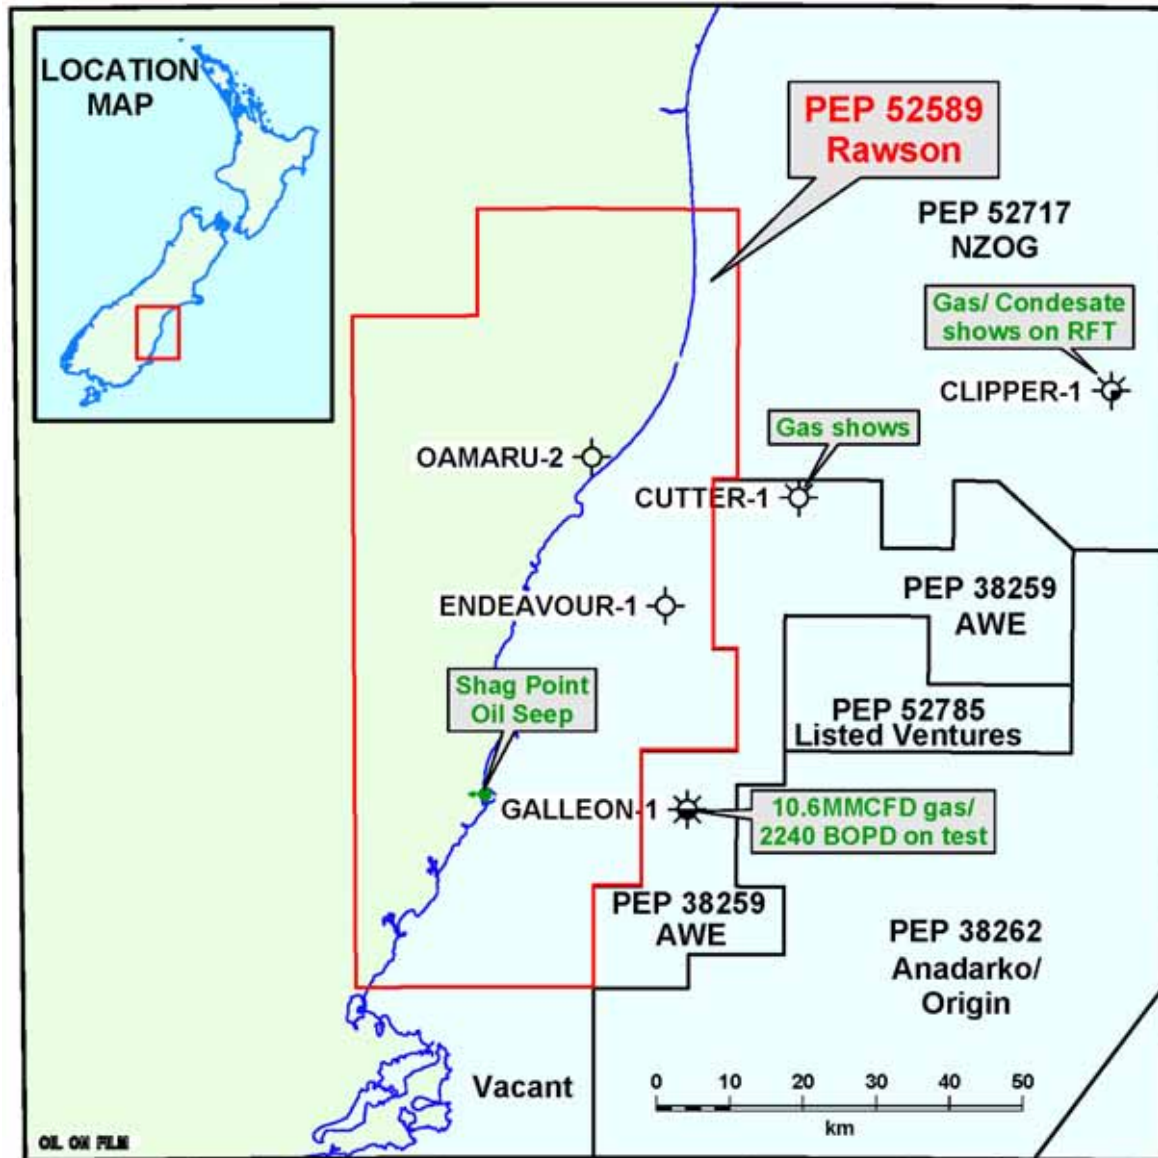 LOCATION
MAP
PEP 52589
Rawson
PEP 52717
NZOG
Gas/ Condesate
shows on RFT
CLIPPER-1
Gas shows
OAMARU-2
CUTTER-1
ENDEAVOUR-1
PEP 38259
AWE
Shag Point
Oil Seep
PEP 52785
Listed Ventures
GALLEON-1
10.6MMCFD gas/
2240 BOPD on test
PEP 38259
AWE
PEP 38262
Anadarko/
Origin
Vacant
0 10 20 30 40 50
km
OIL ON FILM